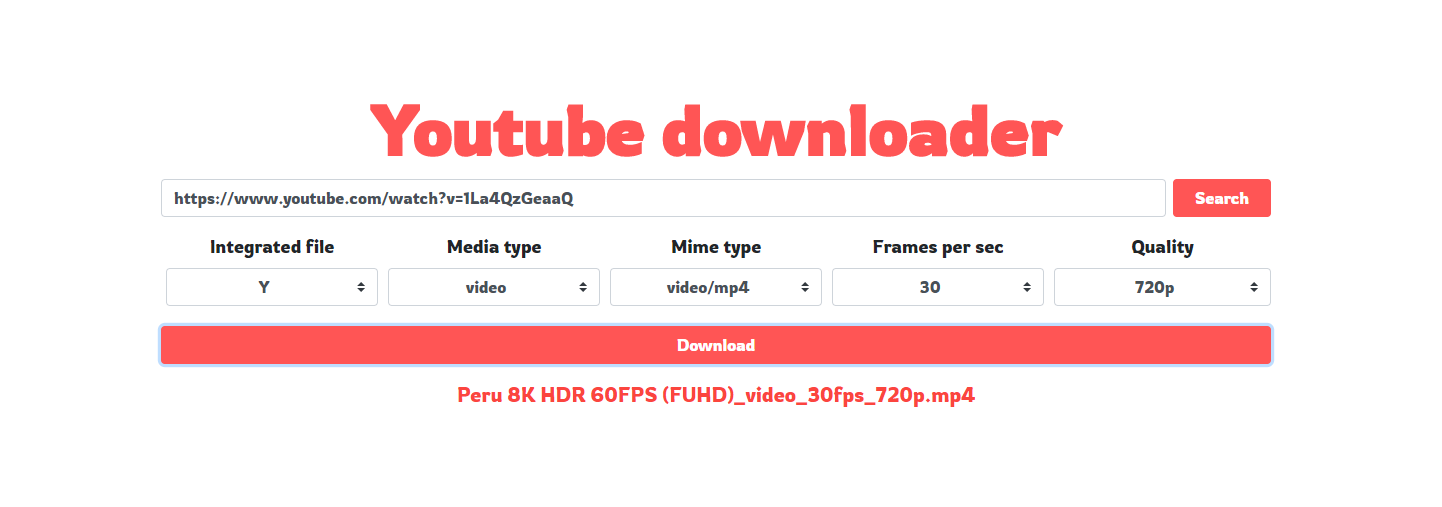 Youtube downloader
https://www.youtube.com/watch?v=1La4QzGeaaQ Search
Integrated file Media type Mime type Frames per sec Quality
Y video video/mp4 30 720p
Download
Peru 8K HDR 60FPS (FUHD)_video_30fps_720p.mp4